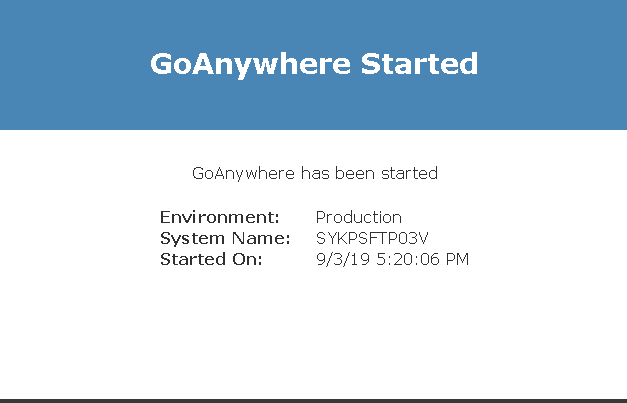 GoAnywhere Started
GoAnywhere has been started
Environment: Production
System Name: SYKPSFTP03V
Started On: 9/3/19 5:20:06 PM